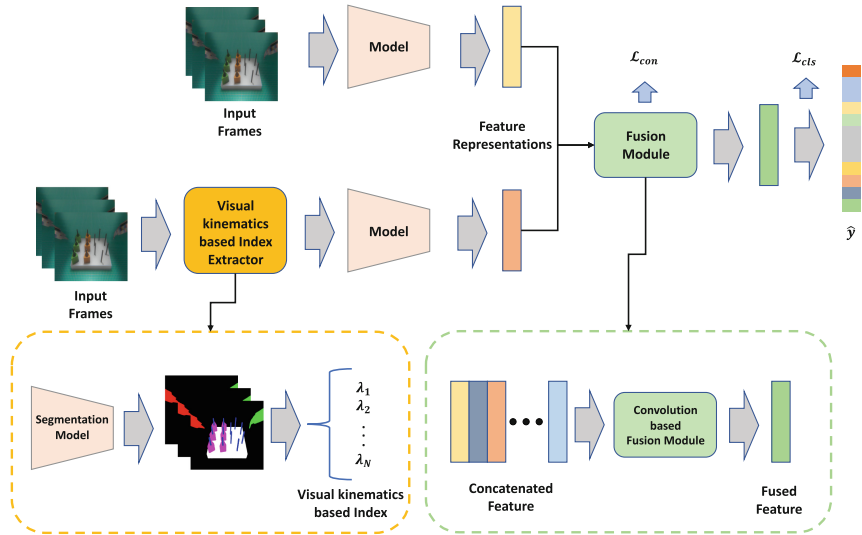 Model
Input
Frames
Feature
Representations
ℒcon
Fusion
Module
ℒcls
ŷ
Visual
kinematics
based Index
Extractor
Model
Input
Frames
Segmentation
Model
λ1
λ2
⋮
λN
Visual kinematics
based Index
Concatenated
Feature
Convolution
based
Fusion Module
Fused
Feature